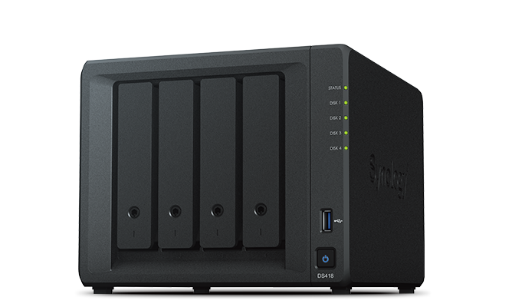 STATUS
DISK 1
DISK 2
DISK 3
DISK 4
Synology
DS418